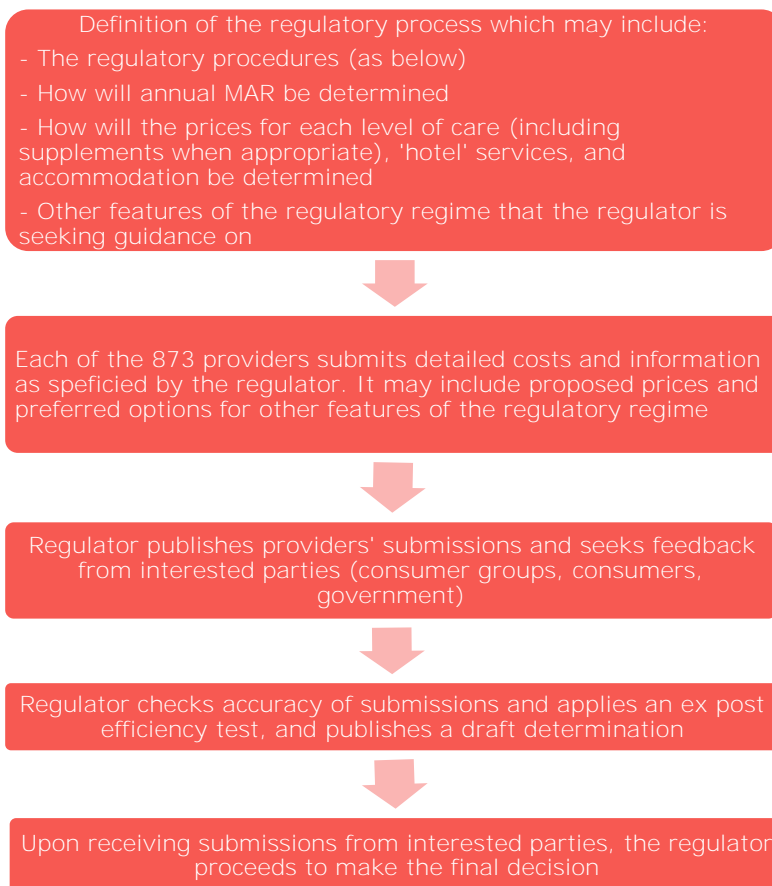 Definition of the regulatory process which may include:
- The regulatory procedures (as below)
- How will annual MAR be determined
- How will the prices for each level of care (including
supplements when appropriate), 'hotel' services, and
accommodation be determined
- Other features of the regulatory regime that the regulator is
seeking guidance on
Each of the 873 providers submits detailed costs and information
as speficied by the regulator. It may include proposed prices and
preferred options for other features of the regulatory regime
Regulator publishes providers' submissions and seeks feedback
from interested parties (consumer groups, consumers,
government)
Regulator checks accuracy of submissions and applies an ex post
efficiency test, and publishes a draft determination
Upon receiving submissions from interested parties, the regulator
proceeds to make the final decision